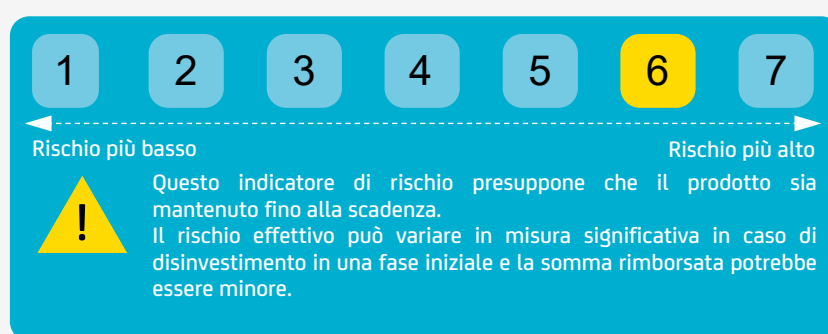 1 2 3 4 5 6 7
Rischio più basso Rischio più alto
Questo indicatore di rischio presuppone che il prodotto sia
mantenuto fino alla scadenza.
Il rischio effettivo può variare in misura significativa in caso di
disinvestimento in una fase iniziale e la somma rimborsata potrebbe
essere minore.
!